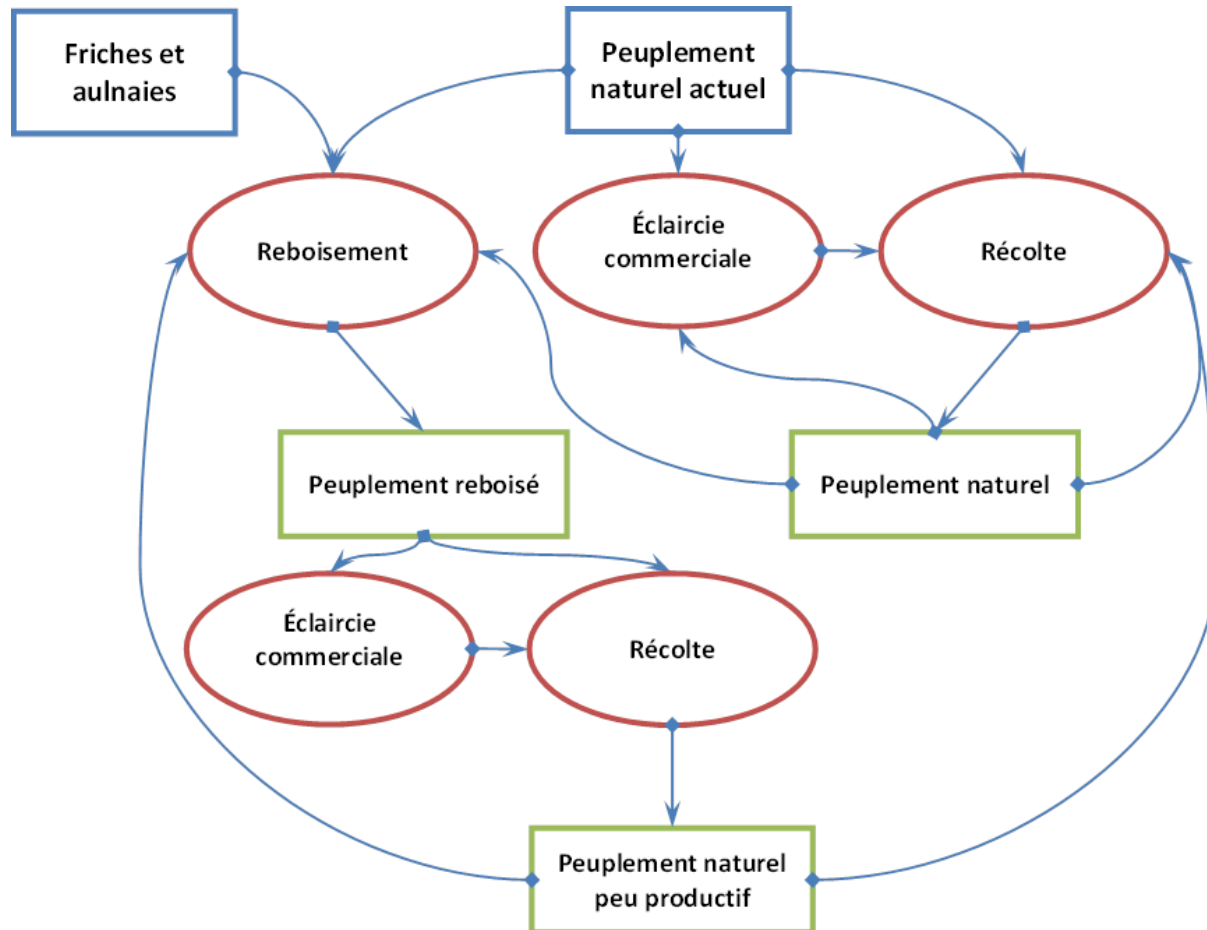 Friches et
aulnaies
Peuplement
naturel actuel
Reboisement
Éclaircie
commerciale
Récolte
Peuplement reboisé
Peuplement naturel
Éclaircie
commerciale
Récolte
Peuplement naturel
peu productif